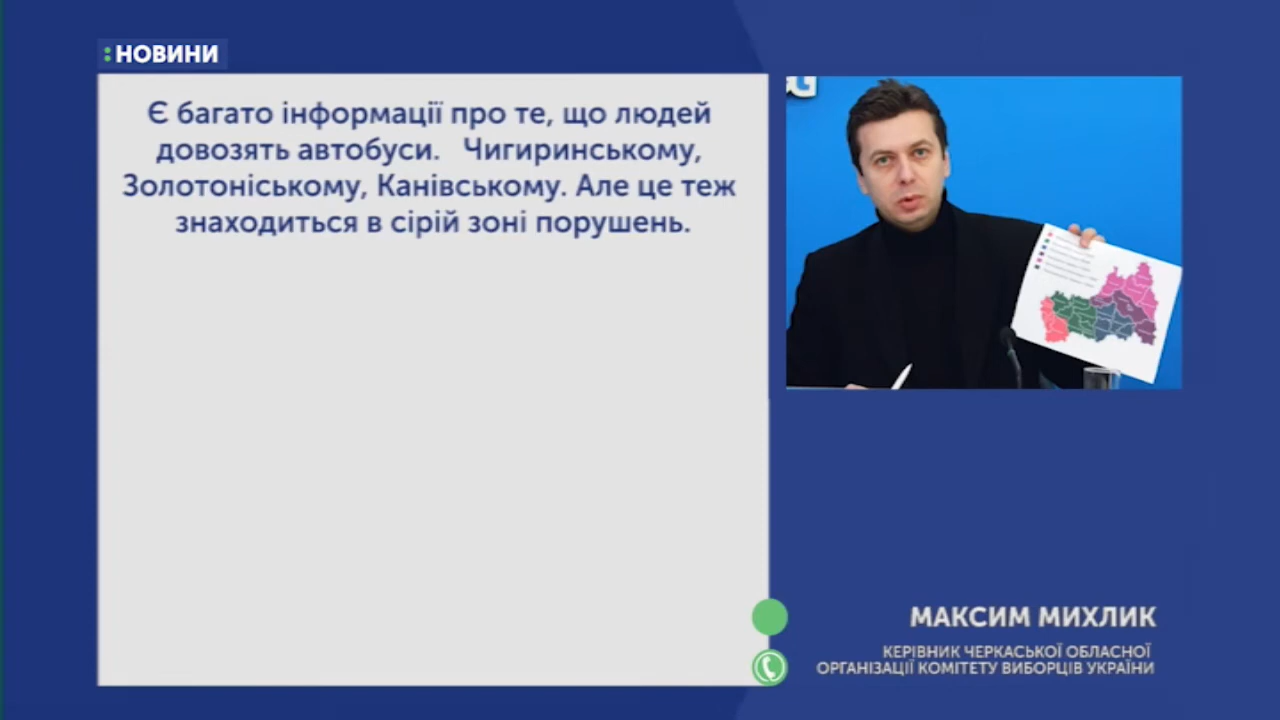 :НОВИНИ
Є багато інформації про те, що людей
довозять автобуси. Чигиринському,
Золотоніському, Канівському. Але це теж
знаходиться в сірій зоні порушень.
МАКСИМ МИХЛИК
КЕРІВНИК ЧЕРКАСЬКОЇ ОБЛАСНОЇ
ОРГАНІЗАЦІЇ КОМІТЕТУ ВИБОРЦІВ УКРАЇНИ